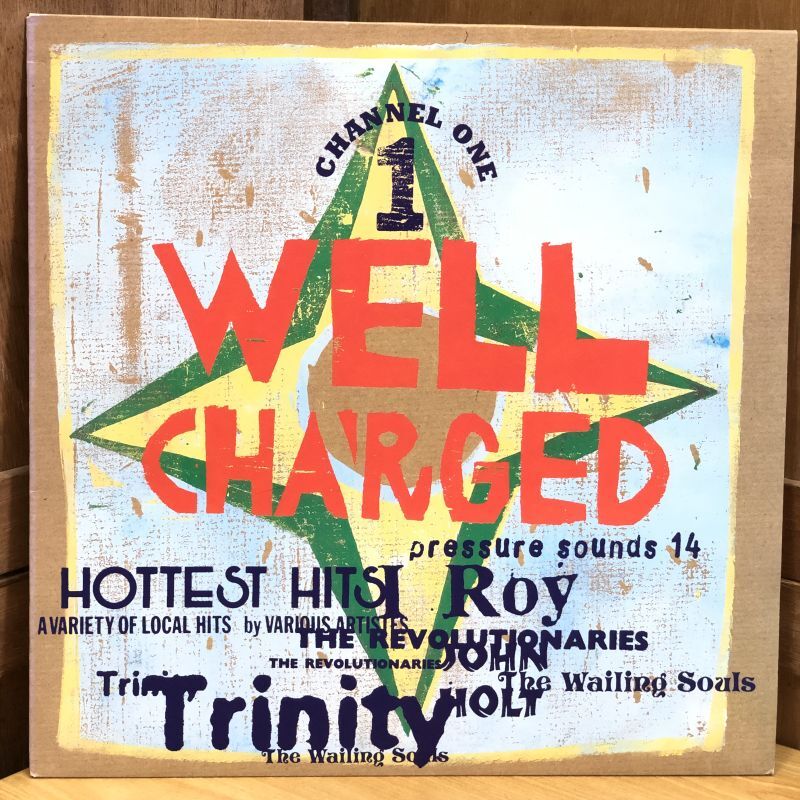 CHANNEL ONE
1
WELL
CHARGED
pressure sounds 14
HOTTEST HITS
I Roy
A VARIETY OF LOCAL HITS by VARIOUS ARTISTES
THE REVOLUTIONARIES
THE REVOLUTIONARIES
JOHN
HOLT
Trinity
The Wailing Souls
Trinity
The Wailing Souls